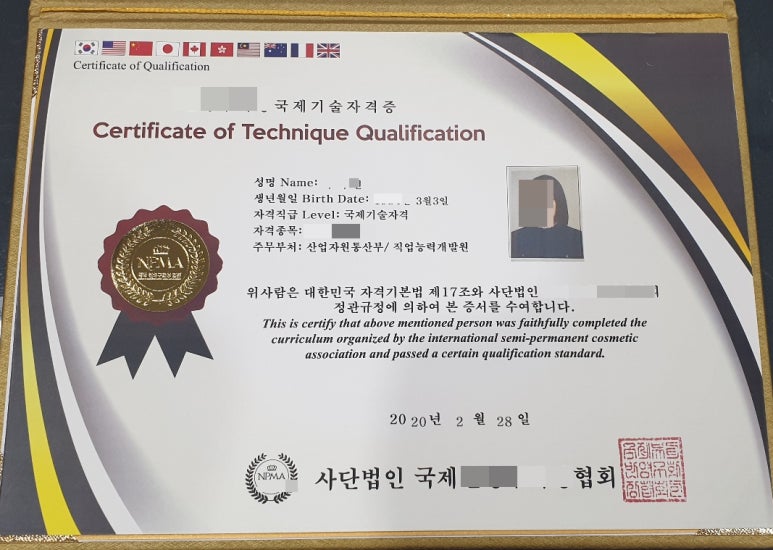 Certificate of Qualification
국제기술자격증
Certificate of Technique Qualification
성명 Name:
생년월일 Birth Date: 3월3일
자격직급 Level: 국제기술자격
자격종목:
주무부처: 산업자원통산부/ 직업능력개발원
NPMA
위사람은 대한민국 자격기본법 제17조와 사단법인 의
정관규정에 의하여 본 증서를 수여합니다.
This is certify that above mentioned person was faithfully completed the
curriculum organized by the international semi-permanent cosmetic
association and passed a certain qualification standard.
2020년 2 월 28 일
NPMA
사단법인 국제 협회